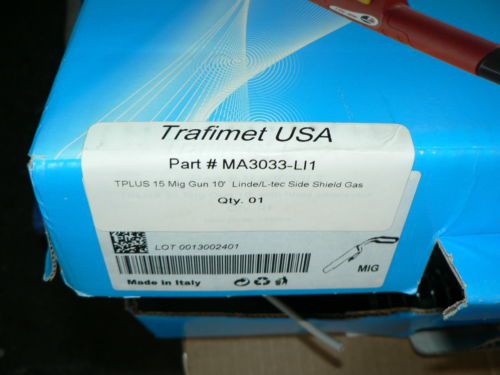 Trafimet USA
Part # MA3033-LI1
TPLUS 15 Mig Gun 10' Linde/L-tec Side Shield Gas
Qty. 01
LOT 0013002401
Made in Italy
MIG